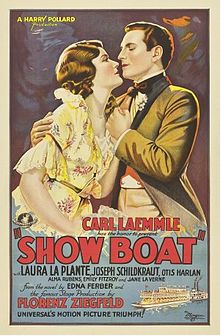 A HARRY POLLARD
Production
CARL LAEMMLE
has the honor to present
"SHOW BOAT"
with LAURA LA PLANTE, JOSEPH SCHILDKRAUT, OTIS HARLAN
ALMA RUBENS, EMILY FITZROY and JANE LA VERNE
from the novel by EDNA FERBER and
the famous Stage Production by
FLORENZ ZIEGFELD
UNIVERSAL'S MOTION PICTURE TRIUMPH!